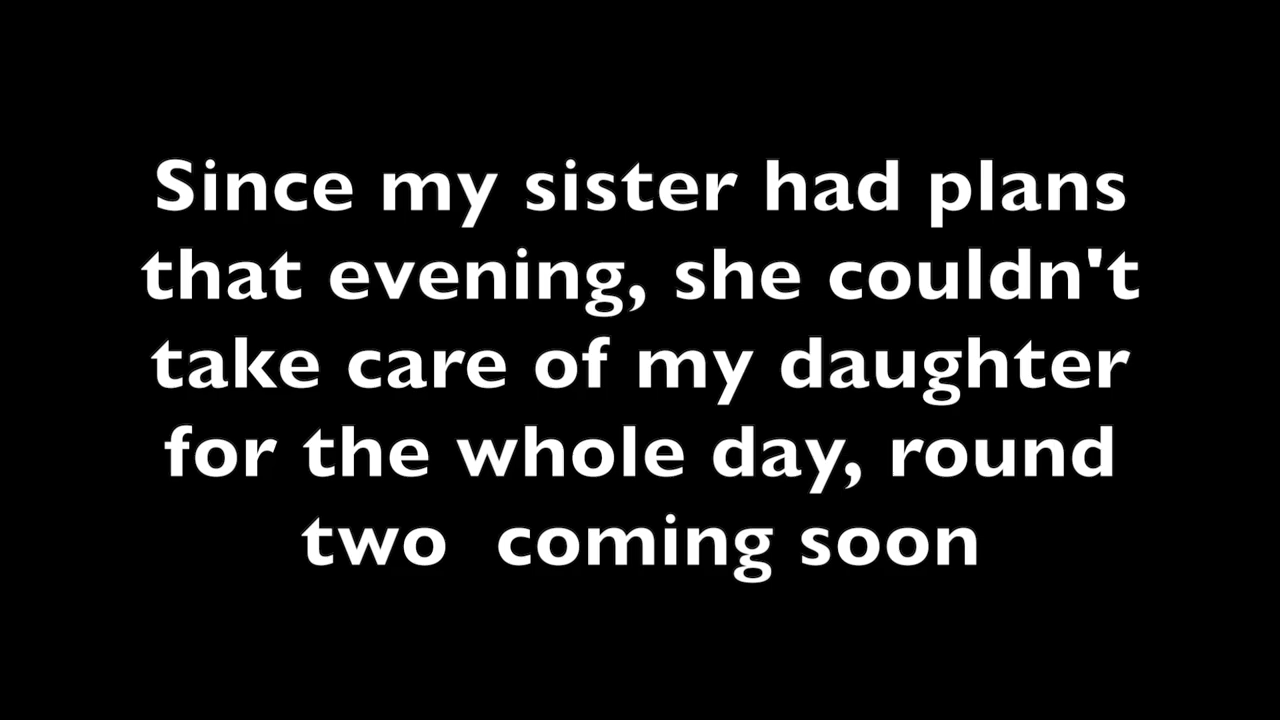 Since my sister had plans
that evening, she couldn't
take care of my daughter
for the whole day, round
two  coming soon